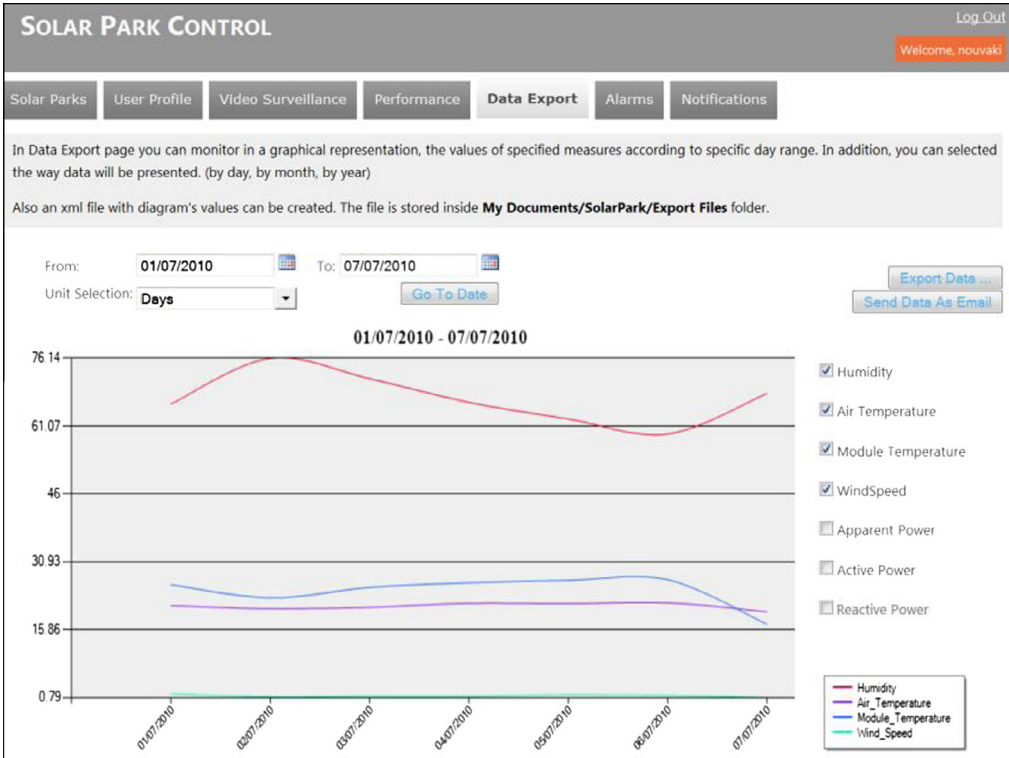 SOLAR PARK CONTROL
Log Out
Welcome, nouvaki
Solar Parks
User Profile
Video Surveillance
Performance
Data Export
Alarms
Notifications
In Data Export page you can monitor in a graphical representation, the values of specified measures according to specific day range. In addition, you can selected
the way data will be presented. (by day, by month, by year)
Also an xml file with diagram's values can be created. The file is stored inside My Documents/SolarPark/Export Files folder.
From: 01/07/2010 To: 07/07/2010
Unit Selection: Days
Go To Date
Export Data ...
Send Data As Email
01/07/2010 - 07/07/2010
76.14
61.07
46
30.93
15.86
0.79
01/07/2010
02/07/2010
03/07/2010
04/07/2010
05/07/2010
06/07/2010
07/07/2010
Humidity
Air Temperature
Module Temperature
WindSpeed
Apparent Power
Active Power
Reactive Power
Humidity
Air_Temperature
Module_Temperature
Wind_Speed